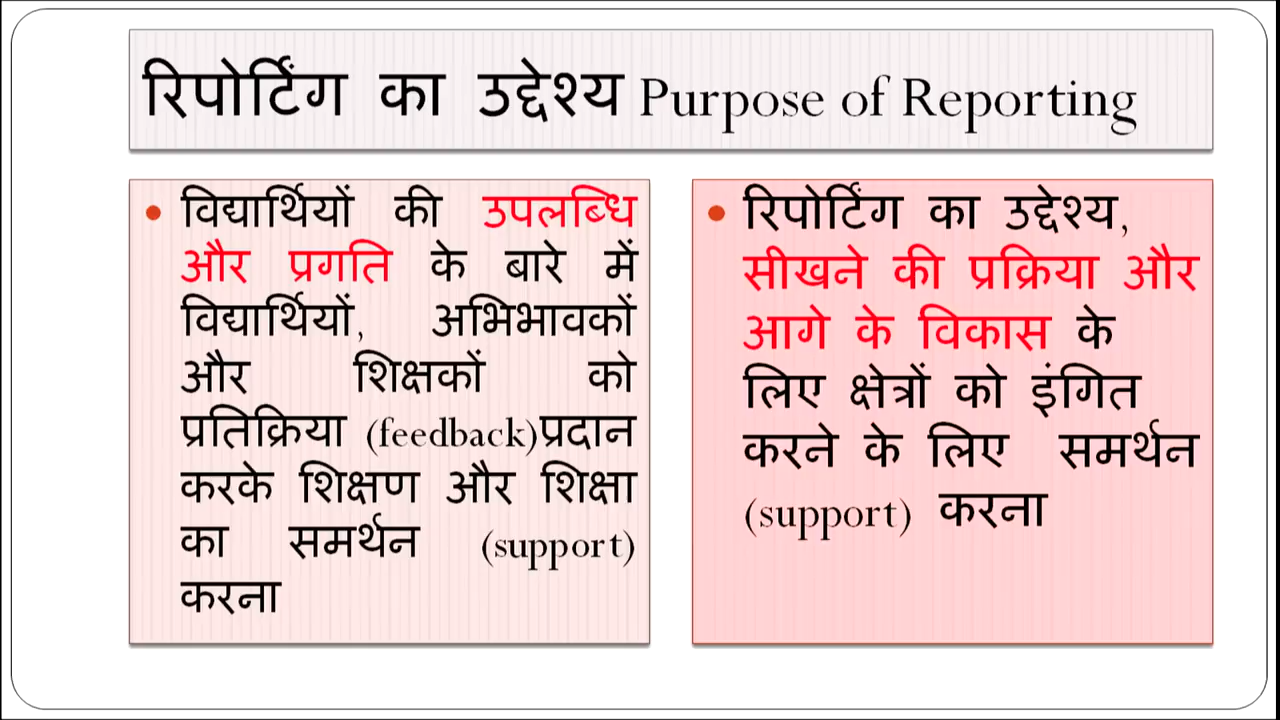 रिपोर्टिंग का उद्देश्य Purpose of Reporting
• विद्यार्थियों की उपलब्धि
और प्रगति के बारे में
विद्यार्थियों, अभिभावकों
और शिक्षकों को
प्रतिक्रिया (feedback)प्रदान
करके शिक्षण और शिक्षा
का समर्थन (support)
करना
• रिपोर्टिंग का उद्देश्य,
सीखने की प्रक्रिया और
आगे के विकास के
लिए क्षेत्रों को इंगित
करने के लिए समर्थन
(support) करना